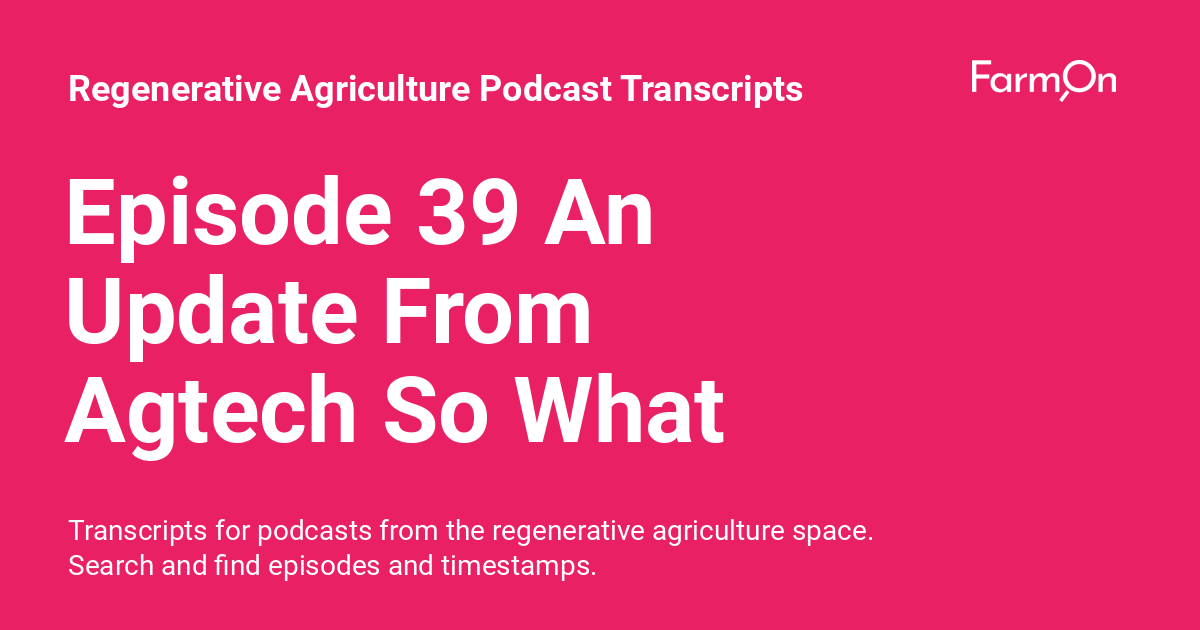 Regenerative Agriculture Podcast Transcripts
FarmOn
Episode 39 An
Update From
Agtech So What
Transcripts for podcasts from the regenerative agriculture space.
Search and find episodes and timestamps.